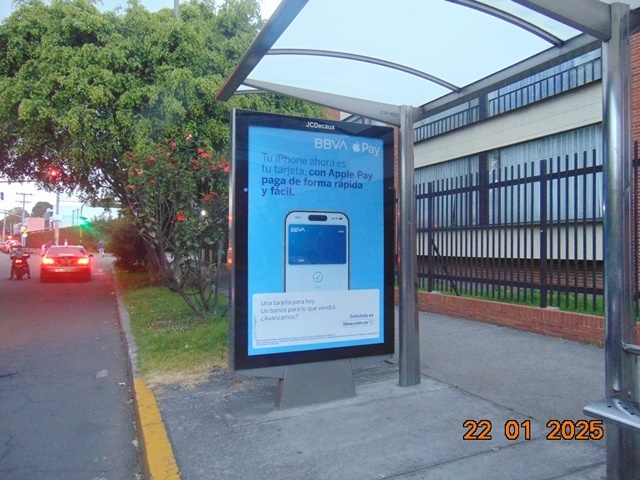 JCDecaux
BBVA Pay
Tu iPhone ahora es
tu tarjeta, con Apple Pay
paga de forma rápida
y fácil.
BBVA
Una tarjeta para hoy.
Un banco para lo que vendrá.
¿Avanzamos?
Solicítala en
bbva.com.co
22 01 2025